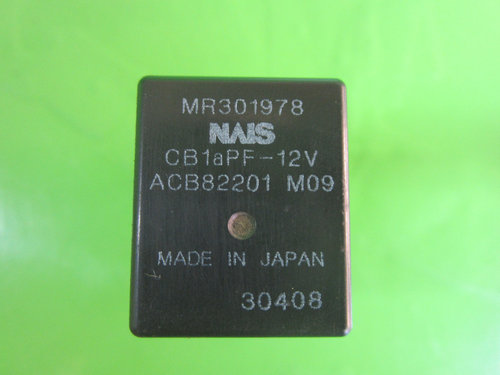 MR301978
NAIS
CB1aPF-12V
ACB82201 M09
MADE IN JAPAN
30408